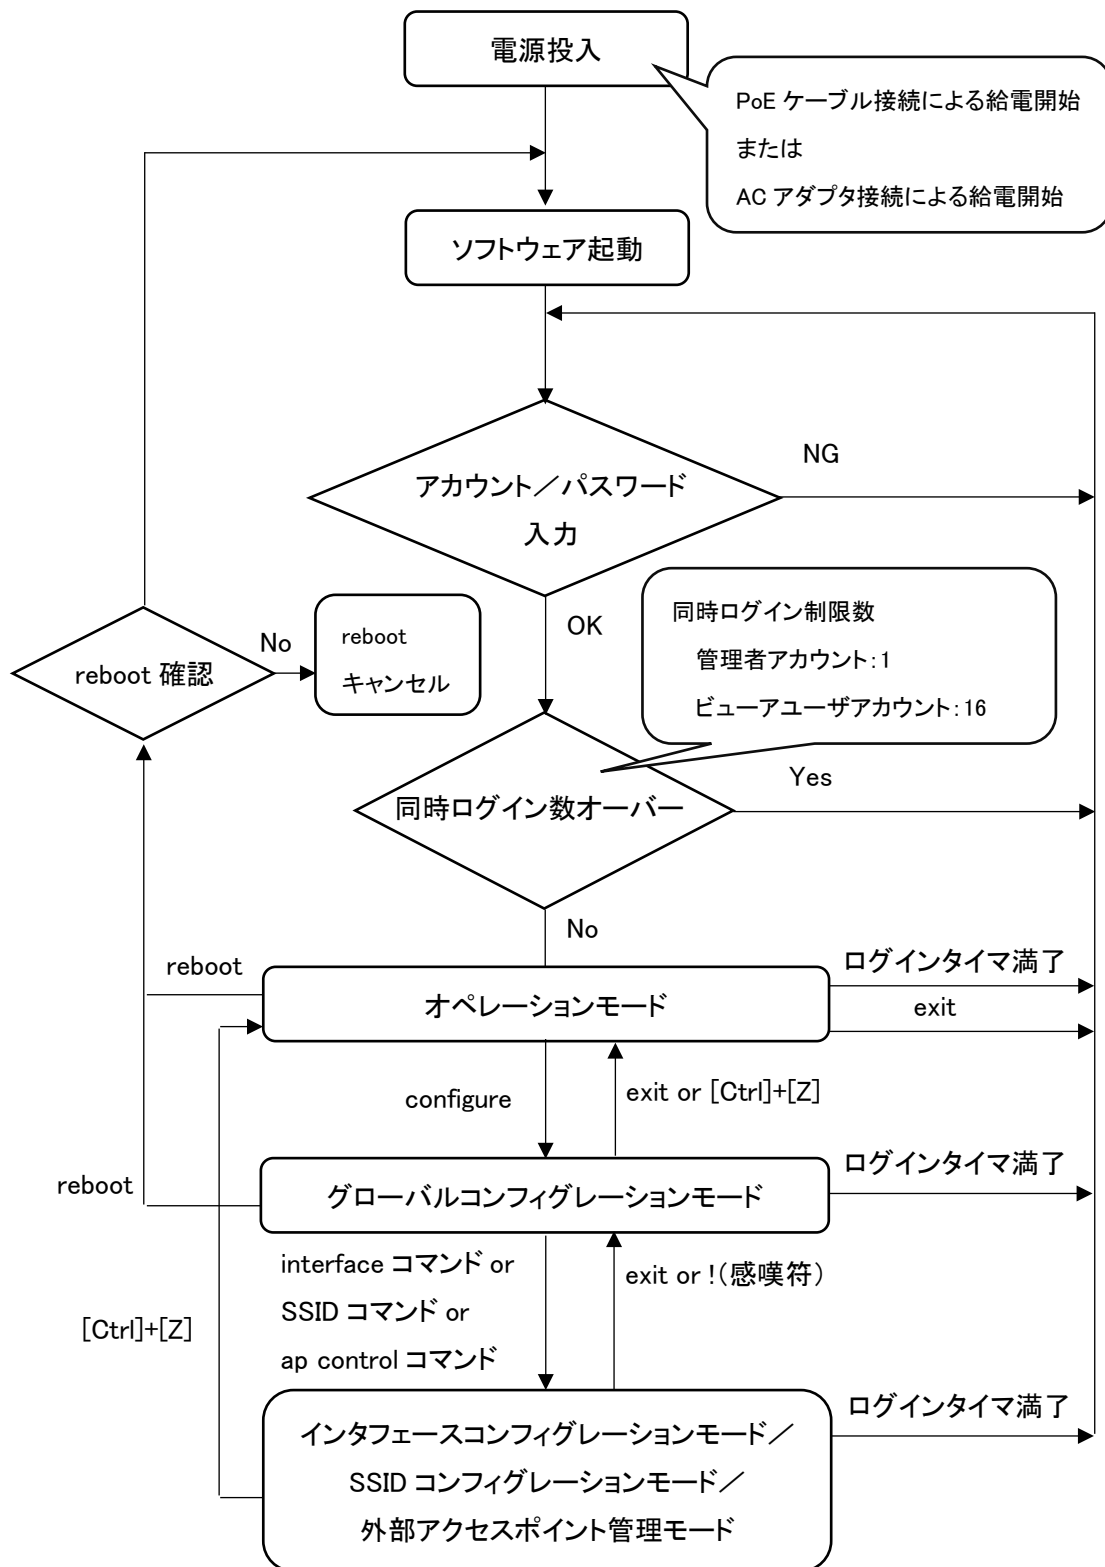 電源投入
PoE ケーブル接続による給電開始
または
AC アダプタ接続による給電開始
ソフトウェア起動
アカウント／パスワード
入力
NG
OK
同時ログイン制限数
管理者アカウント：1
ビューアユーザアカウント：16
reboot 確認
No
reboot
キャンセル
同時ログイン数オーバー
Yes
No
reboot
オペレーションモード
ログインタイマ満了
exit
configure
exit or [Ctrl]+[Z]
reboot
グローバルコンフィグレーションモード
ログインタイマ満了
interface コマンド or
SSID コマンド or
ap control コマンド
exit or !（感嘆符）
[Ctrl]+[Z]
インタフェースコンフィグレーションモード／
SSID コンフィグレーションモード／
外部アクセスポイント管理モード
ログインタイマ満了